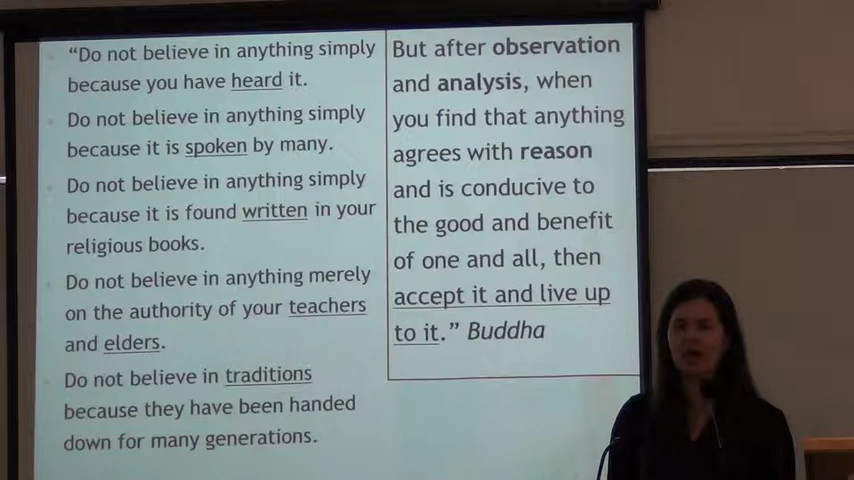 “Do not believe in anything simply
because you have heard it.
Do not believe in anything simply
because it is spoken by many.
Do not believe in anything simply
because it is found written in your
religious books.
Do not believe in anything merely
on the authority of your teachers
and elders.
Do not believe in traditions
because they have been handed
down for many generations.
But after observation
and analysis, when
you find that anything
agrees with reason
and is conducive to
the good and benefit
of one and all, then
accept it and live up
to it.” Buddha